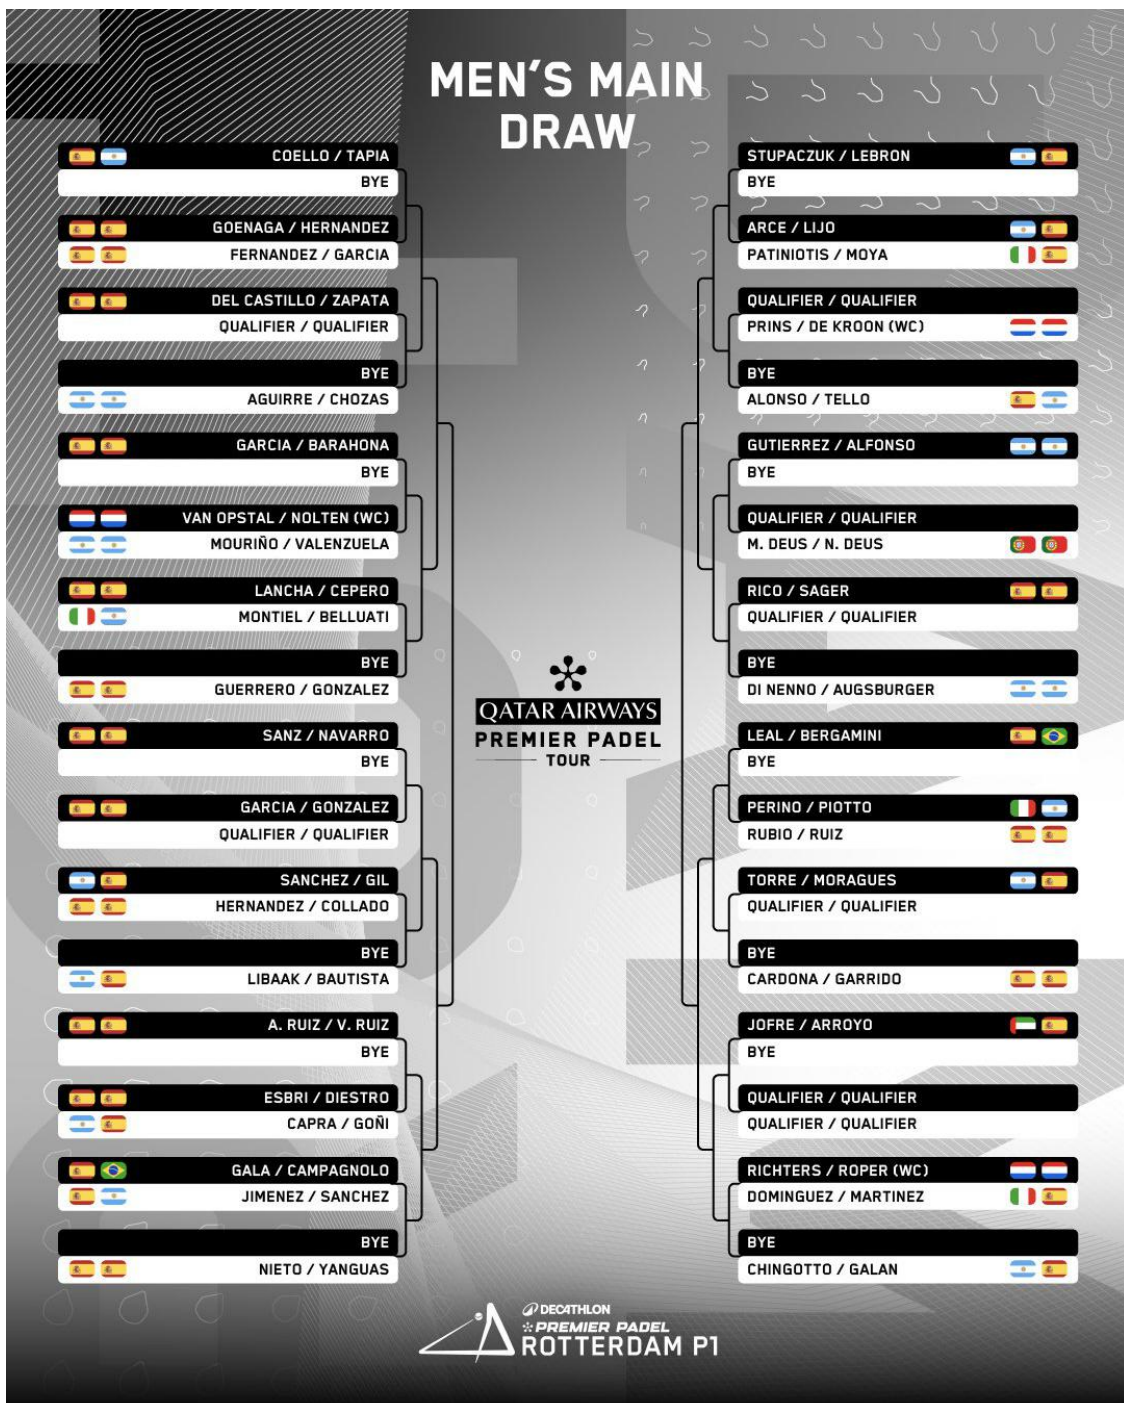 MEN'S MAIN
DRAW
COELLO / TAPIA
BYE
GOENAGA / HERNANDEZ
FERNANDEZ / GARCIA
DEL CASTILLO / ZAPATA
QUALIFIER / QUALIFIER
BYE
AGUIRRE / CHOZAS
GARCIA / BARAHONA
BYE
VAN OPSTAL / NOLTEN (WC)
MOURIÑO / VALENZUELA
LANCHA / CEPERO
MONTIEL / BELLUATI
BYE
GUERRERO / GONZALEZ
SANZ / NAVARRO
BYE
GARCIA / GONZALEZ
QUALIFIER / QUALIFIER
SANCHEZ / GIL
HERNANDEZ / COLLADO
BYE
LIBAAK / BAUTISTA
A. RUIZ / V. RUIZ
BYE
ESBRI / DIESTRO
CAPRA / GOÑI
GALA / CAMPAGNOLO
JIMENEZ / SANCHEZ
BYE
NIETO / YANGUAS
QATAR AIRWAYS
PREMIER PADEL
TOUR
STUPACZUK / LEBRON
BYE
ARCE / LIJO
PATINIOTIS / MOYA
QUALIFIER / QUALIFIER
PRINS / DE KROON (WC)
BYE
ALONSO / TELLO
GUTIERREZ / ALFONSO
BYE
QUALIFIER / QUALIFIER
M. DEUS / N. DEUS
RICO / SAGER
QUALIFIER / QUALIFIER
BYE
DI NENNO / AUGSBURGER
LEAL / BERGAMINI
BYE
PERINO / PIOTTO
RUBIO / RUIZ
TORRE / MORAGUES
QUALIFIER / QUALIFIER
BYE
CARDONA / GARRIDO
JOFRE / ARROYO
BYE
QUALIFIER / QUALIFIER
QUALIFIER / QUALIFIER
RICHTERS / ROPER (WC)
DOMINGUEZ / MARTINEZ
BYE
CHINGOTTO / GALAN
DECATHLON
PREMIER PADEL
ROTTERDAM P1